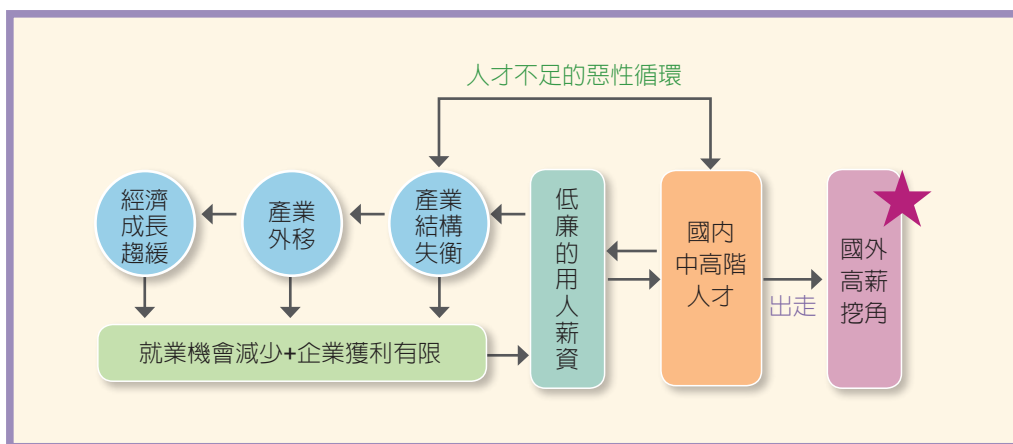 人才不足的惡性循環
經濟
成長
趨緩
產業
外移
產業
結構
失衡
低廉的用人薪資
國內
中高階
人才
出走
國外
高薪
挖角
就業機會減少+企業獲利有限